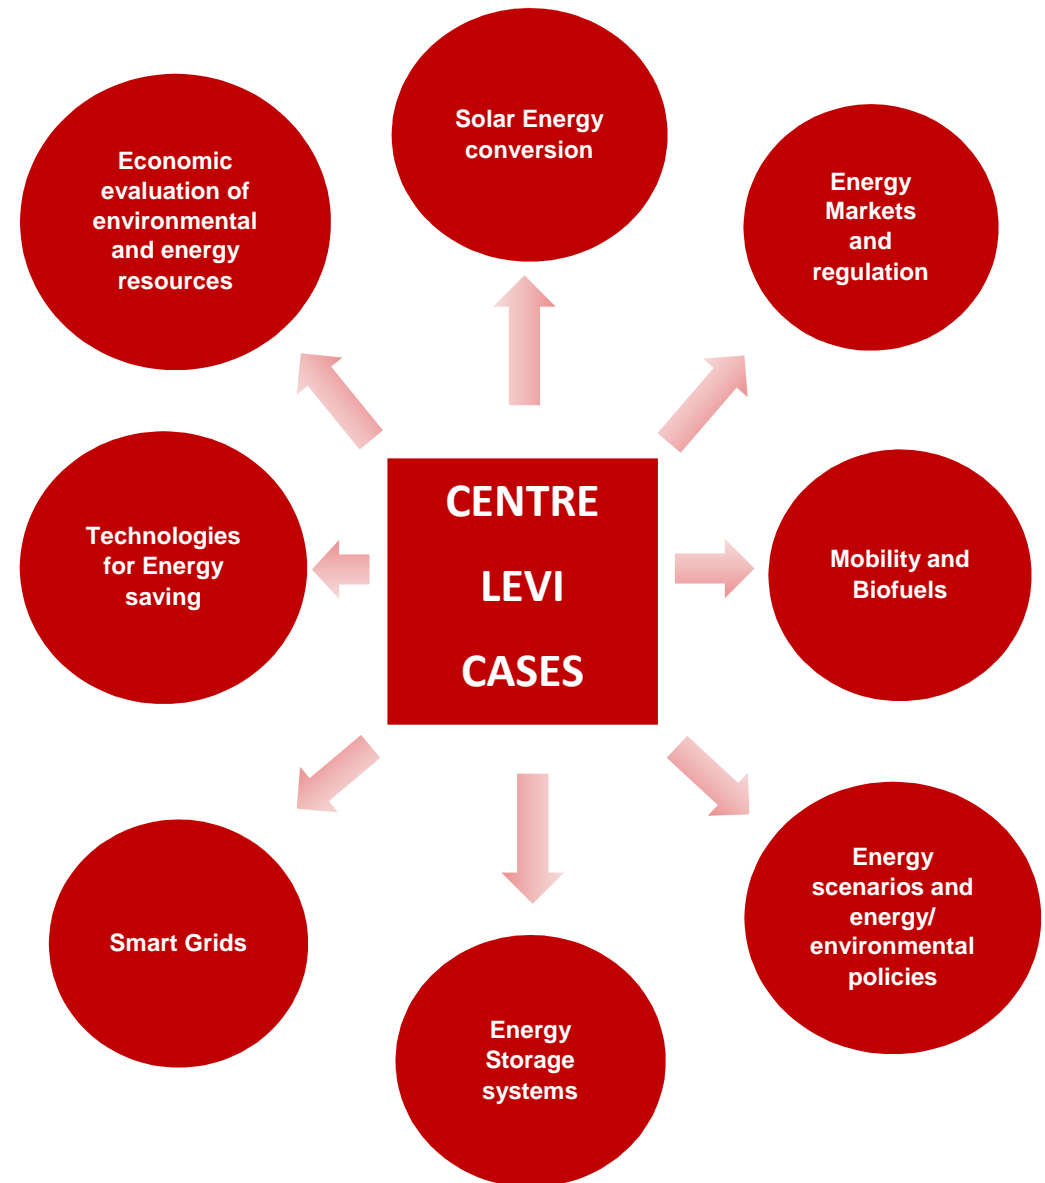 Solar Energy
conversion
Economic
evaluation of
environmental
and energy
resources
Energy
Markets
and
regulation
CENTRE
LEVI
CASES
Technologies
for Energy
saving
Mobility and
Biofuels
Smart Grids
Energy
scenarios and
energy/
environmental
policies
Energy
Storage
systems